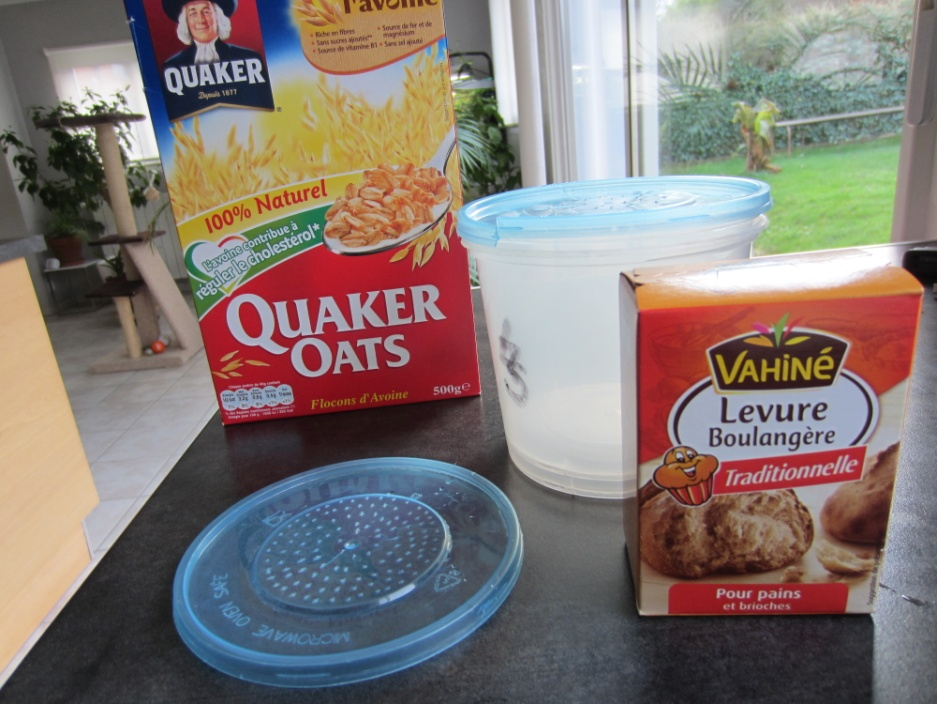 l'avoine
• Riche en fibres
• Sans sucres ajoutés**
• Source de vitamine B1
• Source de fer et de
magnésium
• Sans sel ajouté
QUAKER
Depuis 1877
100% Naturel
L'avoine contribue à
réguler le cholestérol*
QUAKER
OATS
Flocons d'Avoine
500g℮
3
VAHINÉ
Levure
Boulangère
Traditionnelle
Pour pains
et brioches
MICROWAVE OVEN SAFE